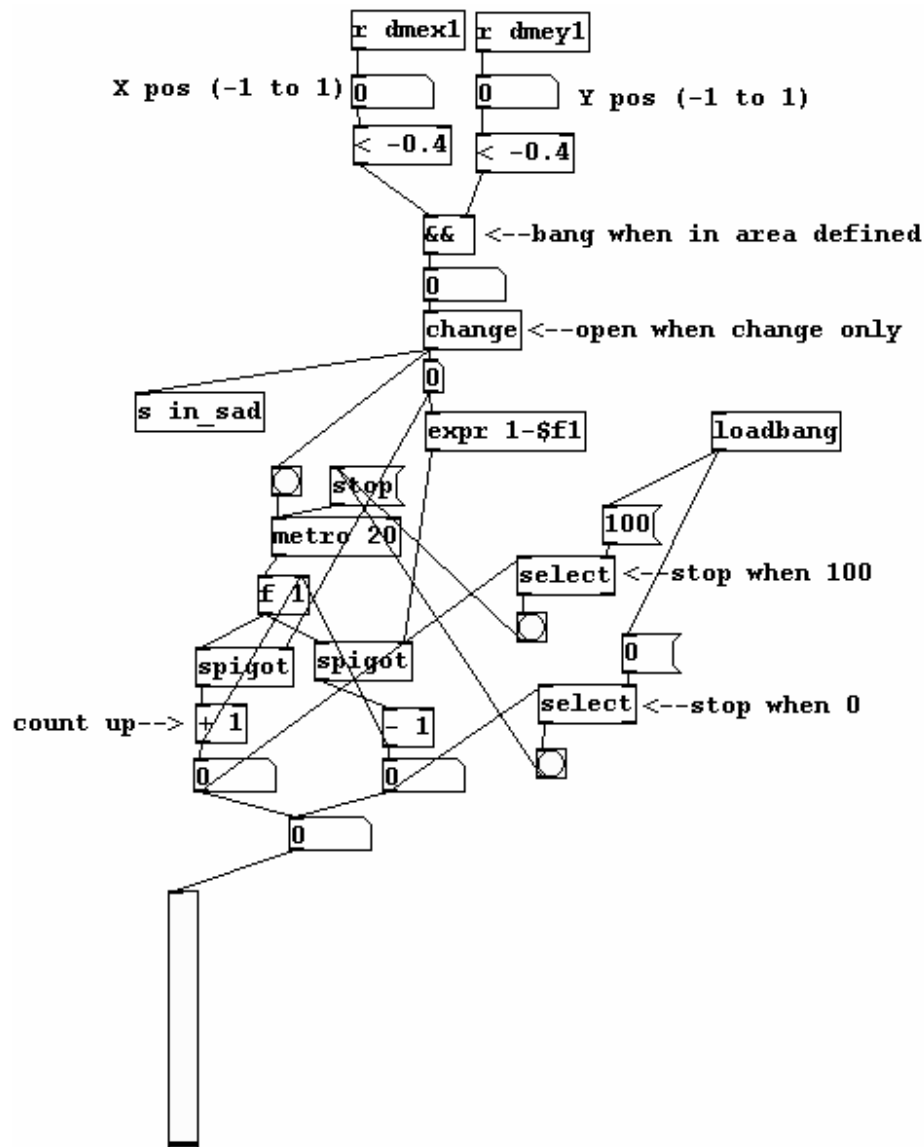 r dmex1
r dmey1
X pos (-1 to 1)
0
0
Y pos (-1 to 1)
< -0.4
< -0.4
&&
<--bang when in area defined
0
change
<--open when change only
0
s in_sad
expr 1-$f1
loadbang
stop
metro 20
100
select
<--stop when 100
f 1
0
spigot
spigot
select
<--stop when 0
count up-->
+ 1
- 1
0
0
0